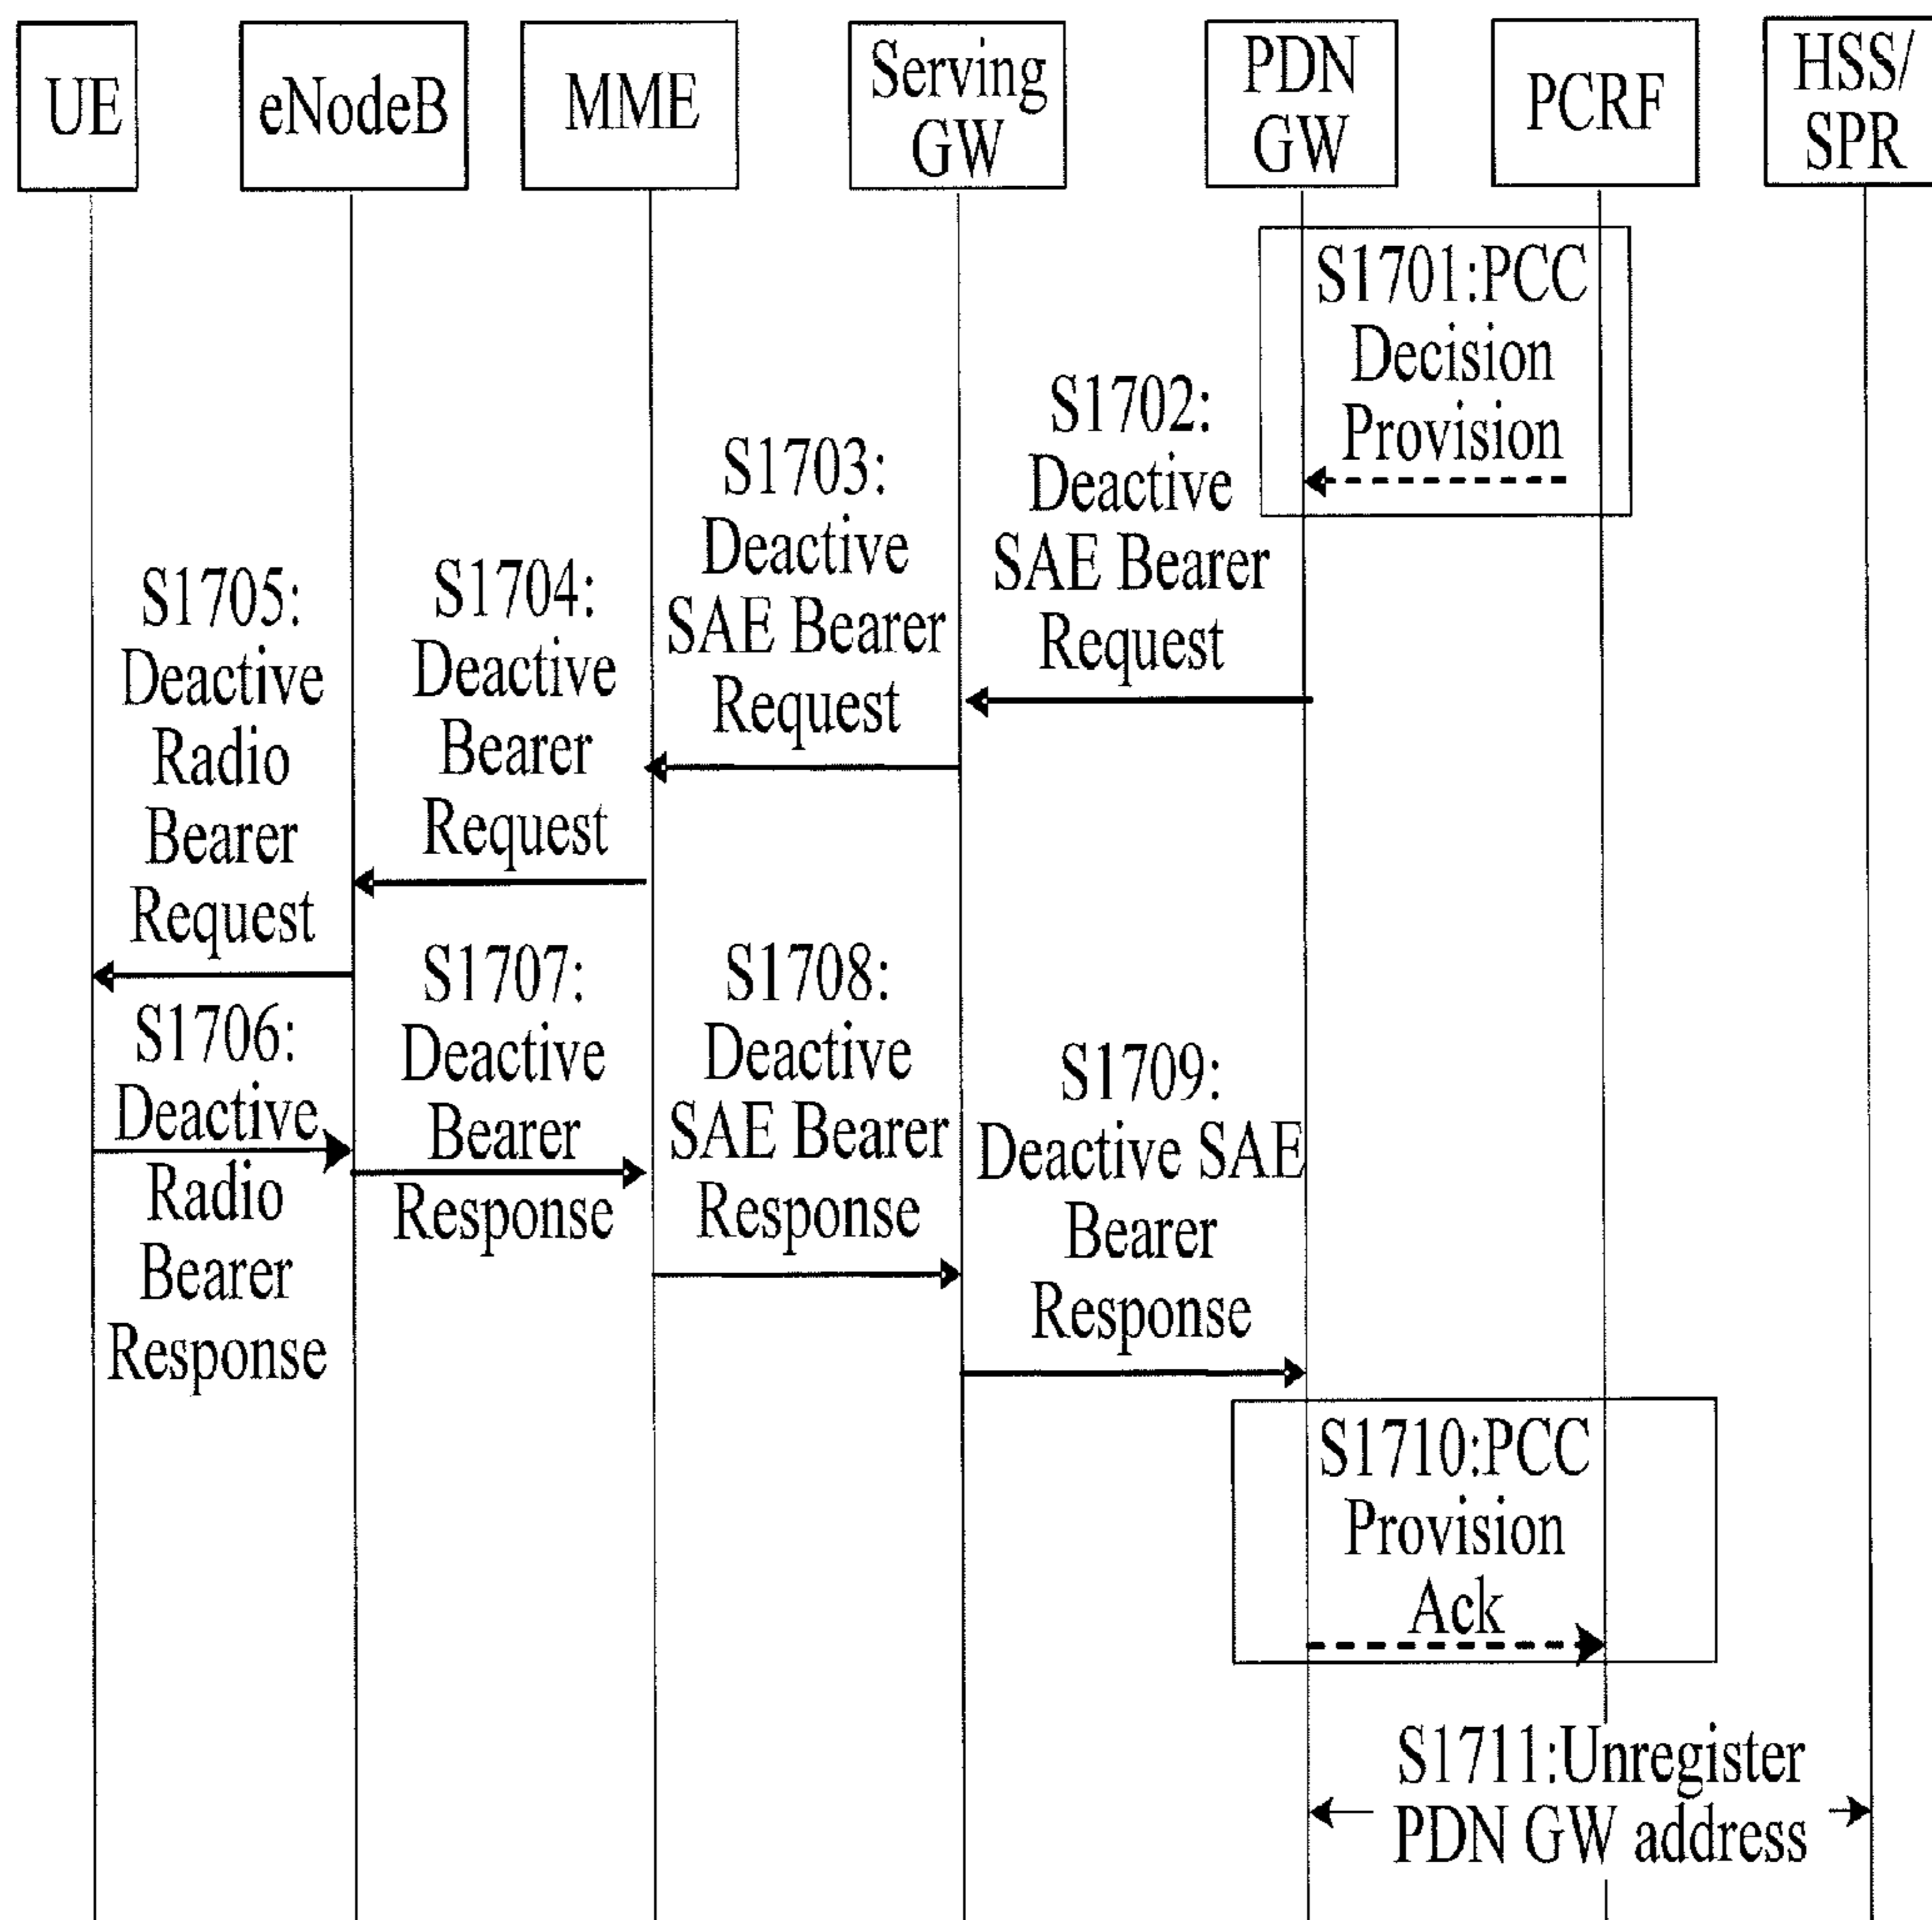 UE
eNodeB
MME
Serving
GW
PDN
GW
PCRF
HSS/
SPR
S1701:PCC
Decision
Provision
S1702:
Deactive
SAE Bearer
Request
S1703:
Deactive
SAE Bearer
Request
S1704:
Deactive
Bearer
Request
S1705:
Deactive
Radio
Bearer
Request
S1706:
Deactive
Radio
Bearer
Response
S1707:
Deactive
Bearer
Response
S1708:
Deactive
SAE Bearer
Response
S1709:
Deactive SAE
Bearer
Response
S1710:PCC
Provision
Ack
S1711:Unregister
PDN GW address